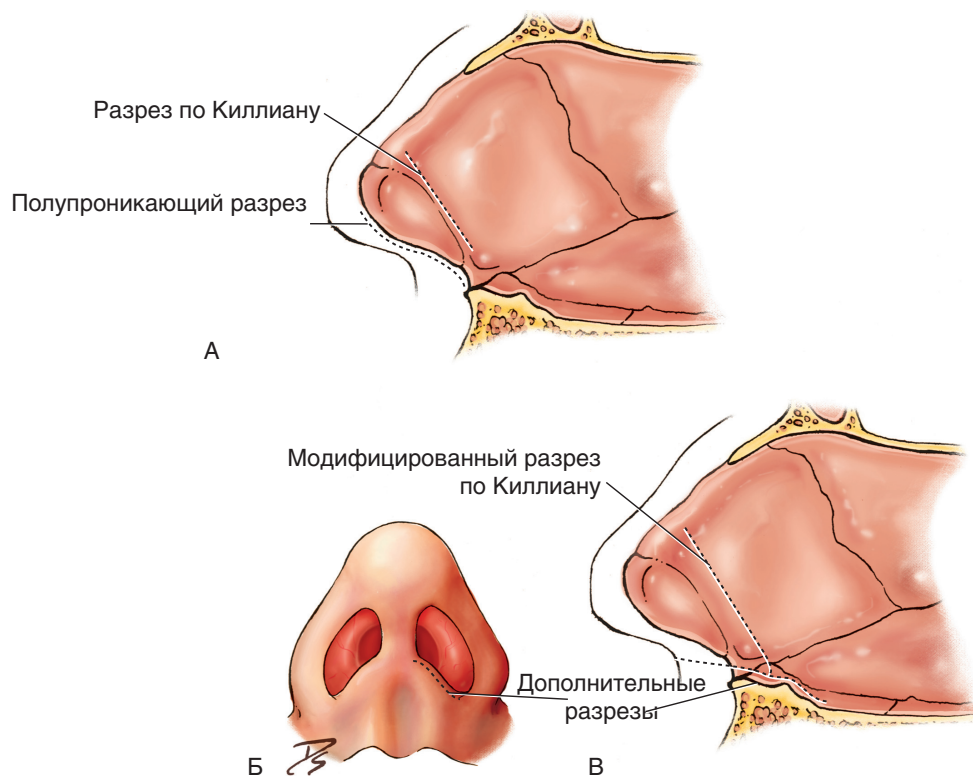 Разрез по Киллиану
Полупроникающий разрез
А
Модифицированный разрез
по Киллиану
Дополнительные
разрезы
Б
В